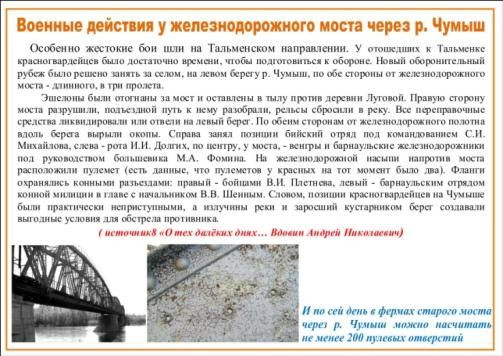 Военные действия у железнодорожного моста через р. Чумыш
Особенно жестокие бои шли на Тальменском направлении. У отошедших к Тальменке
красногвардейцев было достаточно времени, чтобы подготовиться к обороне. Новый оборонительный
рубеж было решено занять за селом, на левом берегу р. Чумыш, по обе стороны от железнодорожного
моста - длинного, в три пролета.
Эшелоны были отогнаны за мост и оставлены в тылу против деревни Луговой. Правую сторону
моста разрушили, подъездной путь к нему разобрали, рельсы сбросили в реку. Все переправочные
средства ликвидировали или отвели на левый берег. По обеим сторонам от железнодорожного полотна
вдоль берега вырыли окопы. Справа занял позиции бийский отряд под командованием С.И.
Михайлова, слева - рота И.И. Долгих, по центру, у моста, - венгры и барнаульские железнодорожники
под руководством большевика М.А. Фомина. На железнодорожной насыпи напротив моста
расположили пулемет (есть данные, что пулеметов у красных на тот момент было два). Фланги
охранялись конными разъездами: правый - бойцами В.И. Плетнева, левый - барнаульским отрядом
конной милиции в главе с начальником В.В. Шенным. Словом, позиции красногвардейцев на Чумыше
были практически неприступными, а излучины реки и заросший кустарником берег создавали
выгодные условия для обстрела противника.
( источник8 «О тех далёких днях… Вдовин Андрей Николаевич)
И по сей день в фермах старого моста
через р. Чумыш можно насчитать
не менее 200 пулевых отверстий